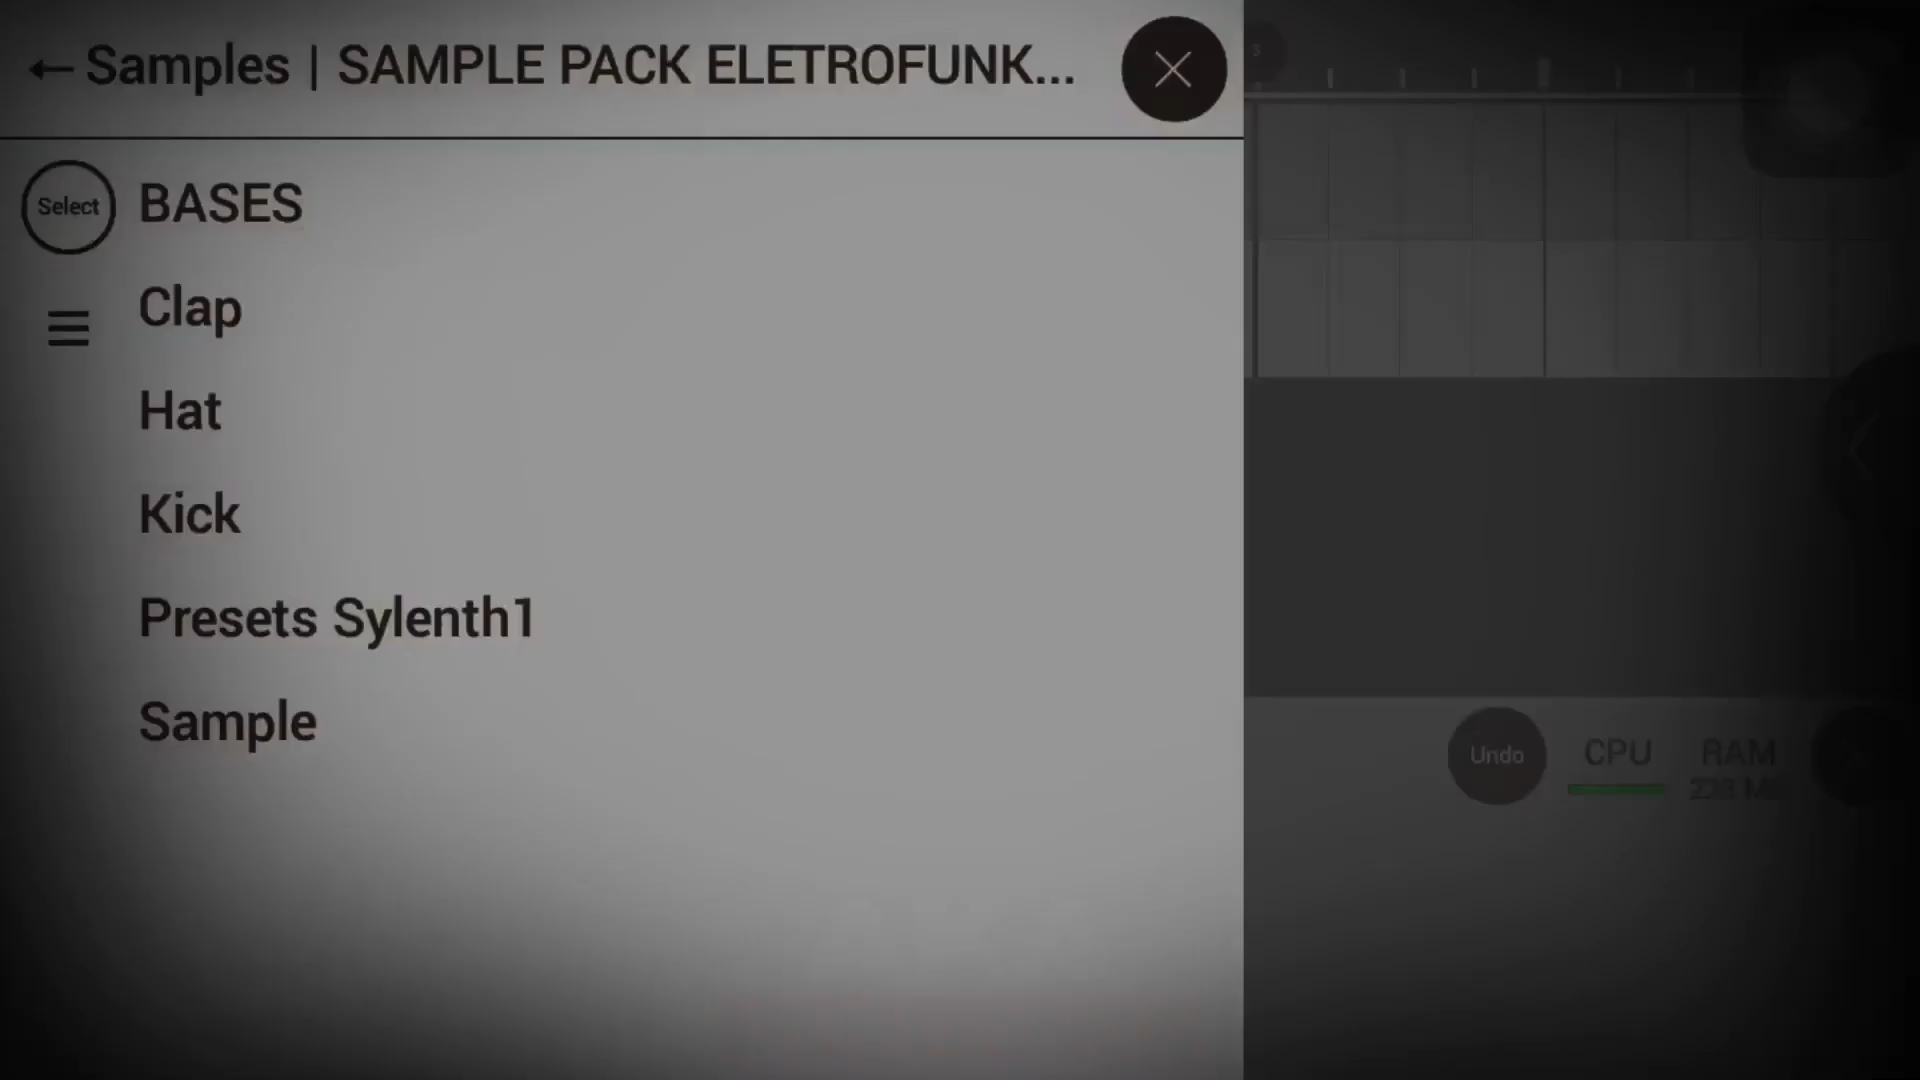 Samples | SAMPLE PACK ELETROFUNK...
Select
BASES
Clap
Hat
Kick
Presets Sylenth1
Sample
Undo
CPU
RAM